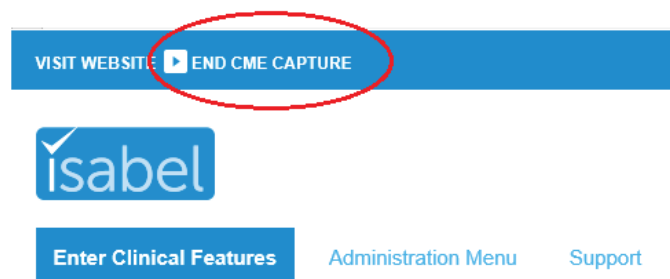 VISIT WEBSITE END CME CAPTURE
isabel
Enter Clinical Features Administration Menu Support